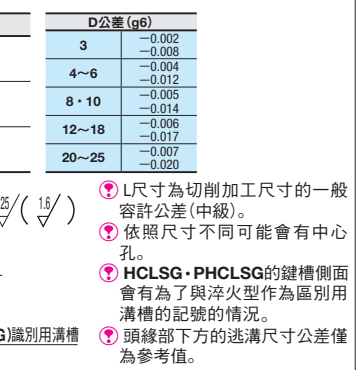 D公差(g6)
3 －0.002
－0.008
4～6 －0.004
－0.012
8・10 －0.005
－0.014
12～18 －0.006
－0.017
20～25 －0.007
－0.020
25/( 1.6/ )
L尺寸為切削加工尺寸的一般
容許公差(中級)。
依照尺寸不同可能會有中心
孔。
HCLSG・PHCLSG的鍵槽側面
會有為了與淬火型作為區別用
溝槽的記號的情況。
G)識別用溝槽
頭緣部下方的逃溝尺寸公差僅
為參考值。